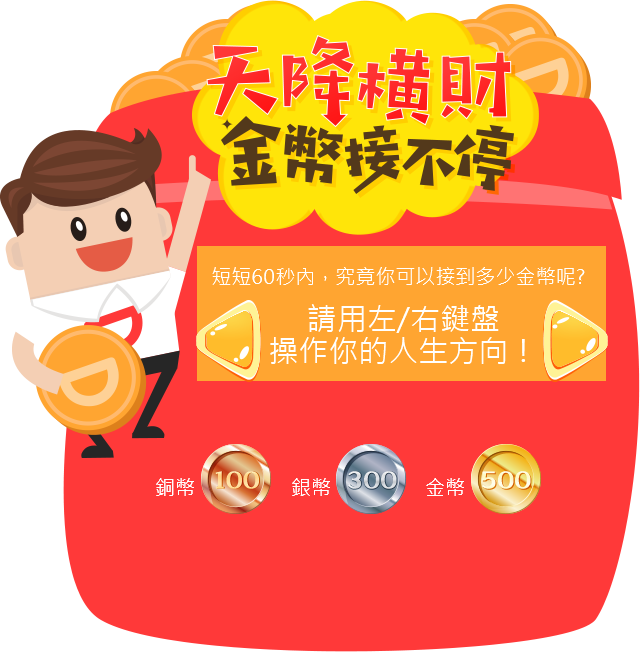 天降橫財
金幣接不停
短短60秒內，究竟你可以接到多少金幣呢?
請用左/右鍵盤
操作你的人生方向！
銅幣 100 銀幣 300 金幣 500